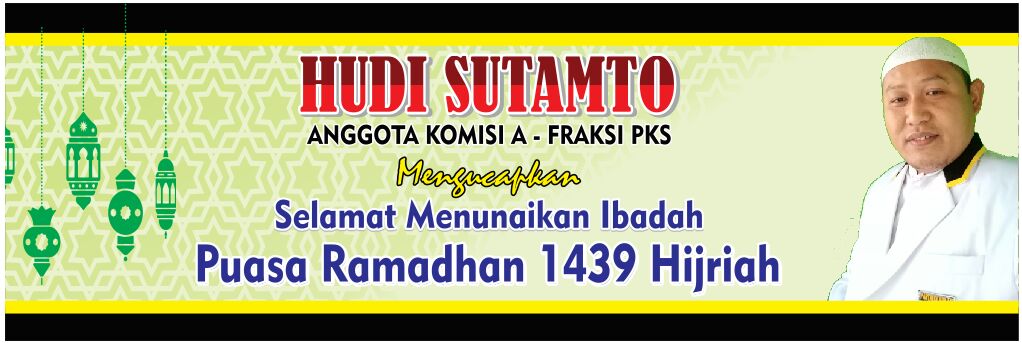 HUDI SUTAMTO
ANGGOTA KOMISI A - FRAKSI PKS
Mengucapkan
Selamat Menunaikan Ibadah
Puasa Ramadhan 1439 Hijriah